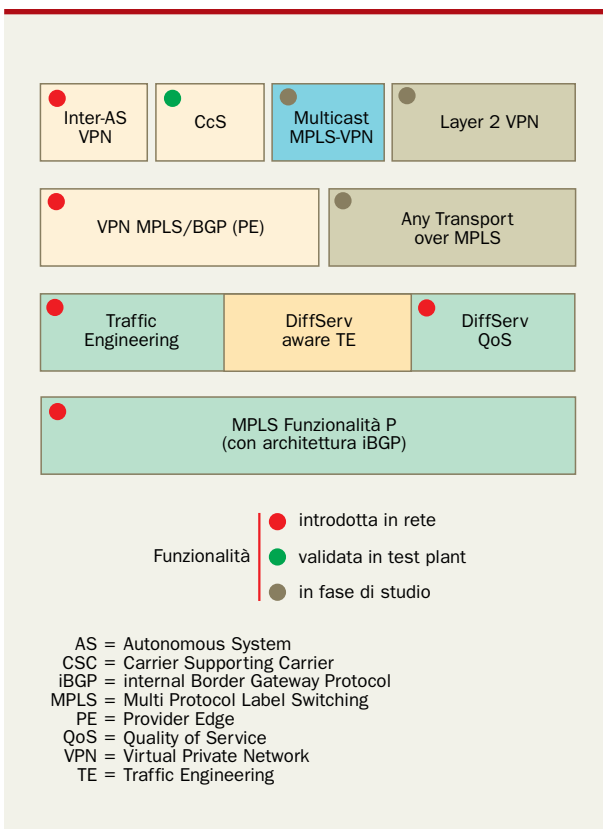 Inter-AS
VPN
CcS
Multicast
MPLS-VPN
Layer 2 VPN
VPN MPLS/BGP (PE)
Any Transport
over MPLS
Traffic
Engineering
DiffServ
aware TE
DiffServ
QoS
MPLS Funzionalità P
(con architettura iBGP)
Funzionalità
introdotta in rete
validata in test plant
in fase di studio
AS = Autonomous System
CSC = Carrier Supporting Carrier
iBGP = internal Border Gateway Protocol
MPLS = Multi Protocol Label Switching
PE = Provider Edge
QoS = Quality of Service
VPN = Virtual Private Network
TE = Traffic Engineering